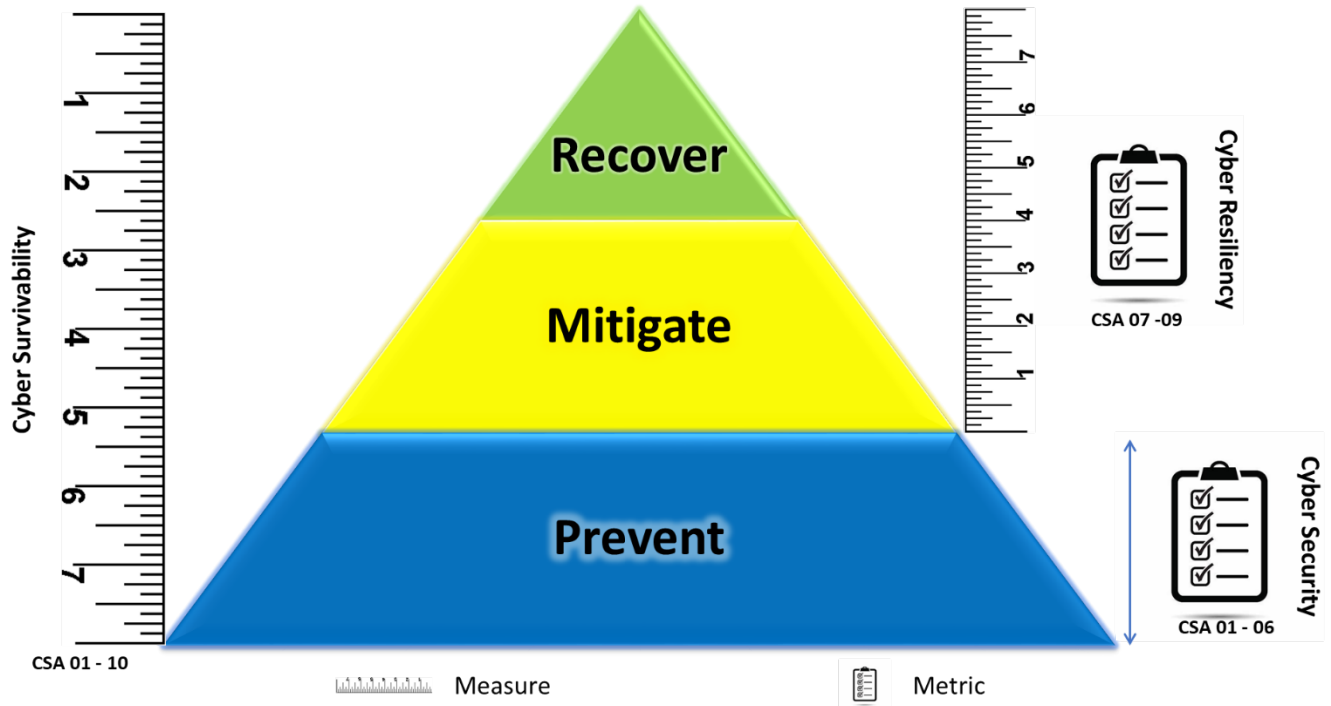 Cyber Survivability
1
2
3
4
5
6
7
CSA 01 - 10
Recover
Mitigate
Prevent
7
6
5
4
3
2
1
Cyber Resiliency
CSA 07 -09
Cyber Security
CSA 01 - 06
Measure
Metric